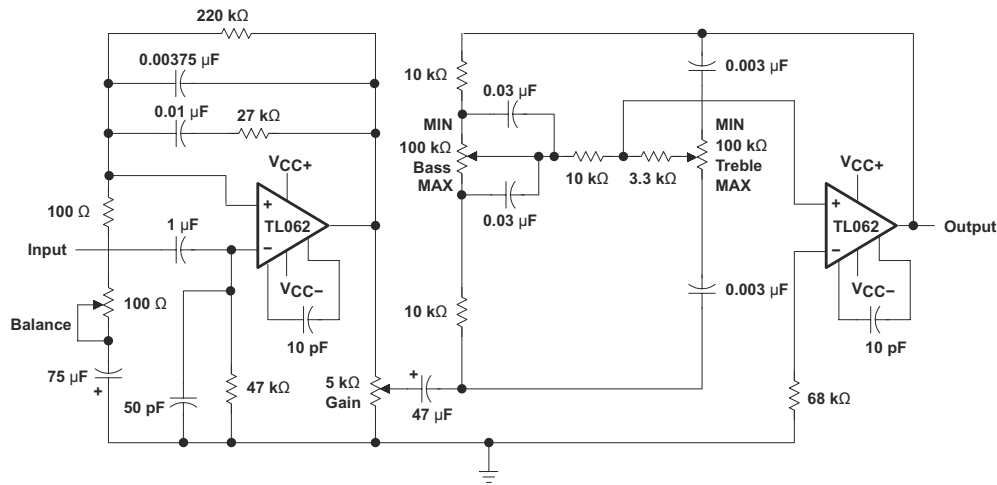 220 kΩ
0.00375 µF
0.01 µF
27 kΩ
100 Ω
1 µF
Input
VCC+
+
TL062
−
VCC−
10 pF
100 Ω
Balance
75 µF
+
50 pF
47 kΩ
5 kΩ
Gain
+
47 µF
10 kΩ
0.03 µF
MIN
100 kΩ
Bass
MAX
0.03 µF
10 kΩ
10 kΩ
3.3 kΩ
0.003 µF
MIN
100 kΩ
Treble
MAX
0.003 µF
VCC+
+
TL062
−
VCC−
10 pF
Output
68 kΩ